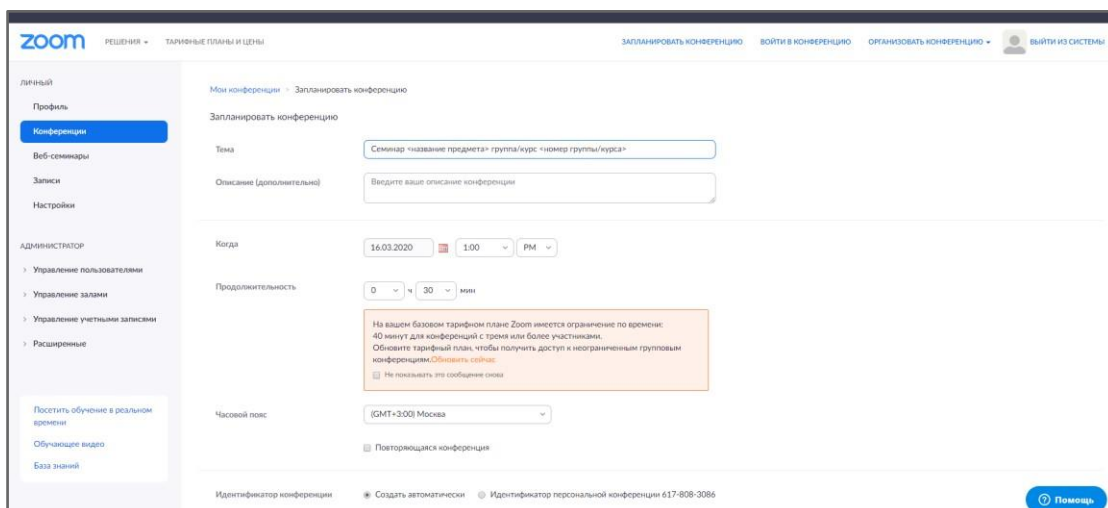 zoom РЕШЕНИЯ ТАРИФНЫЕ ПЛАНЫ И ЦЕНЫ ЗАПЛАНИРОВАТЬ КОНФЕРЕНЦИЮ ВОЙТИ В КОНФЕРЕНЦИЮ ОРГАНИЗОВАТЬ КОНФЕРЕНЦИЮ ВЫЙТИ ИЗ СИСТЕМЫ
ЛИЧНЫЙ
Профиль
Конференции
Веб-семинары
Записи
Настройки
АДМИНИСТРАТОР
> Управление пользователями
> Управление залами
> Управление учетными записями
> Расширенные
Посетить обучение в реальном
времени
Обучающее видео
База знаний
Мои конференции > Запланировать конференцию
Запланировать конференцию
Тема Семинар <название предмета> группа/курс <номер группы/курса>
Описание (дополнительно) Введите ваше описание конференции
Когда 16.03.2020 1:00 PM
Продолжительность 0 ч 30 мин
На вашем базовом тарифном плане Zoom имеется ограничение по времени:
40 минут для конференций с тремя или более участниками.
Обновите тарифный план, чтобы получить доступ к неограниченным групповым
конференциям.Обновить сейчас
Не показывать это сообщение снова
Часовой пояс (GMT+3:00) Москва
Повторяющаяся конференция
Идентификатор конференции Создать автоматически Идентификатор персональной конференции 617-808-3086
Помощь